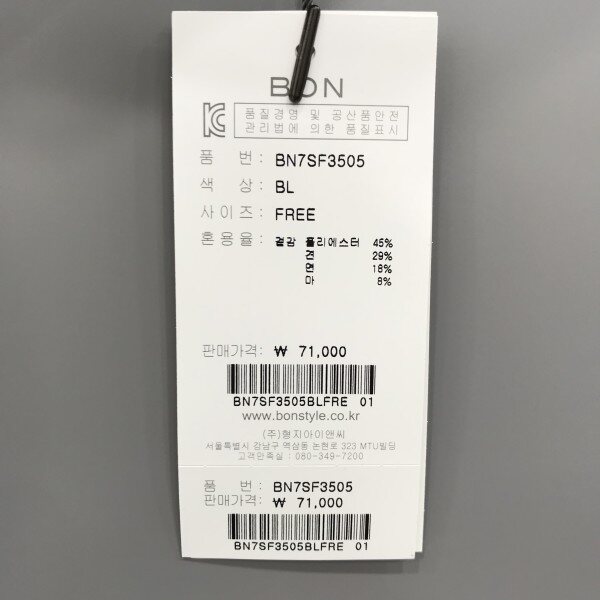 BON
품질경영 및 공산품안전
관리법에 의한 품질표시
품 번 : BN7SF3505
색 상 : BL
사 이 즈 : FREE
혼 용 율 : 겉감 폴리에스터 45%
견 29%
면 18%
마 8%
판매가격: ₩ 71,000
BN7SF3505BLFRE 01
www.bonstyle.co.kr
(주)형지아이앤씨
서울특별시 강남구 역삼동 논현로 323 MTU빌딩
고객만족실 : 080-349-7200
품 번 : BN7SF3505
판매가격: ₩ 71,000
BN7SF3505BLFRE 01